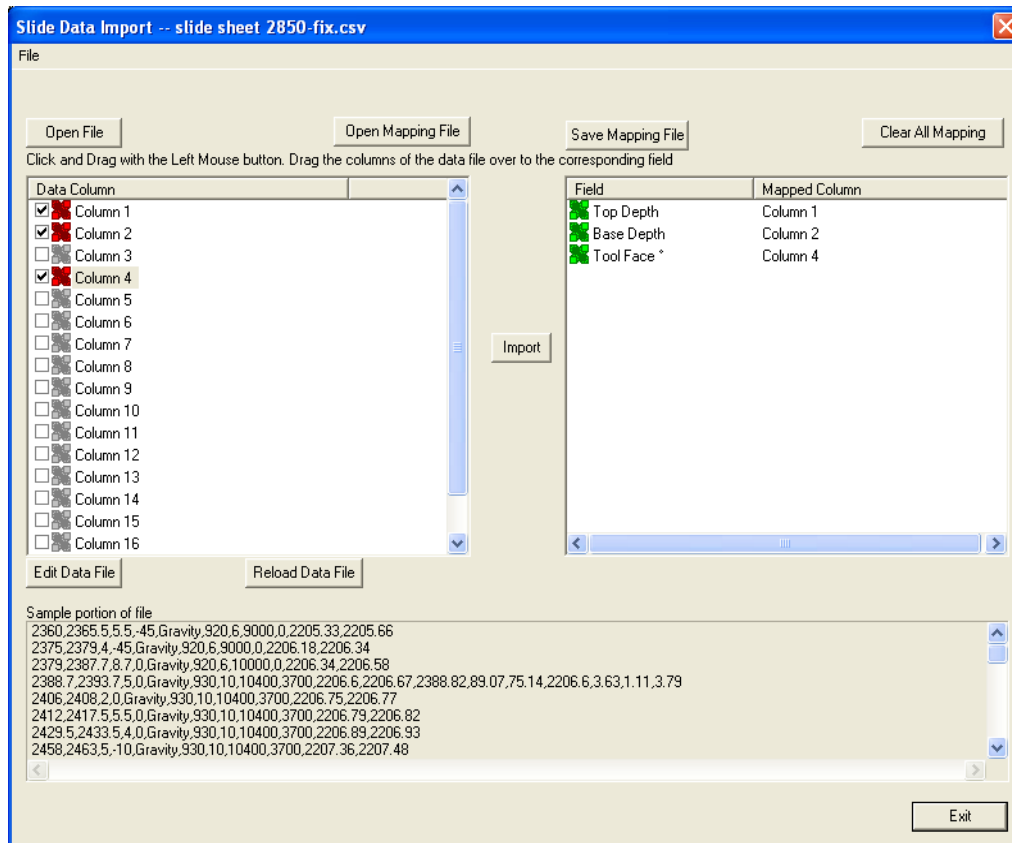 Slide Data Import -- slide sheet 2850-fix.csv
File
Open File
Open Mapping File
Save Mapping File
Clear All Mapping
Click and Drag with the Left Mouse button. Drag the columns of the data file over to the corresponding field
Data Column
Column 1
Column 2
Column 3
Column 4
Column 5
Column 6
Column 7
Column 8
Column 9
Column 10
Column 11
Column 12
Column 13
Column 14
Column 15
Column 16
Import
Field Mapped Column
Top Depth Column 1
Base Depth Column 2
Tool Face * Column 4
Edit Data File
Reload Data File
Sample portion of file
2360,2365.5,5.5,-45,Gravity,920,6,9000,0,2205.33,2205.66
2375,2379,4,-45,Gravity,920,6,9000,0,2206.18,2206.34
2379,2387.7,8.7,0,Gravity,920,6,10000,0,2206.34,2206.58
2388.7,2393.7,5,0,Gravity,930,10,10400,3700,2206.6,2206.67,2388.82,89.07,75.14,2206.6,3.63,1.11,3.79
2406,2408,2,0,Gravity,930,10,10400,3700,2206.75,2206.77
2412,2417.5,5.5,0,Gravity,930,10,10400,3700,2206.79,2206.82
2429.5,2433.5,4,0,Gravity,930,10,10400,3700,2206.89,2206.93
2458,2463,5,-10,Gravity,930,10,10400,3700,2207.36,2207.48
Exit